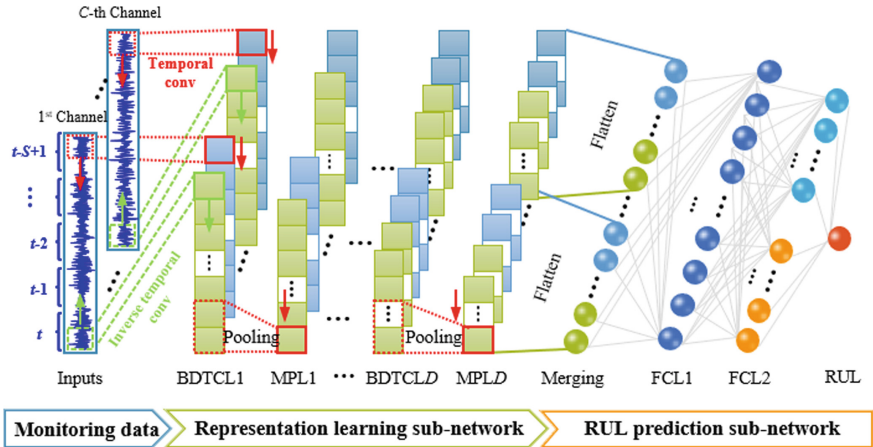 C-th Channel
Temporal
conv
1st Channel
t-S+1
...
t-2
t-1
t
Inverse temporal
conv
Pooling
Pooling
Flatten
Flatten
Inputs
BDTCL1
MPL1
...
BDTCLD
MPLD
Merging
FCL1
FCL2
RUL
Monitoring data
Representation learning sub-network
RUL prediction sub-network